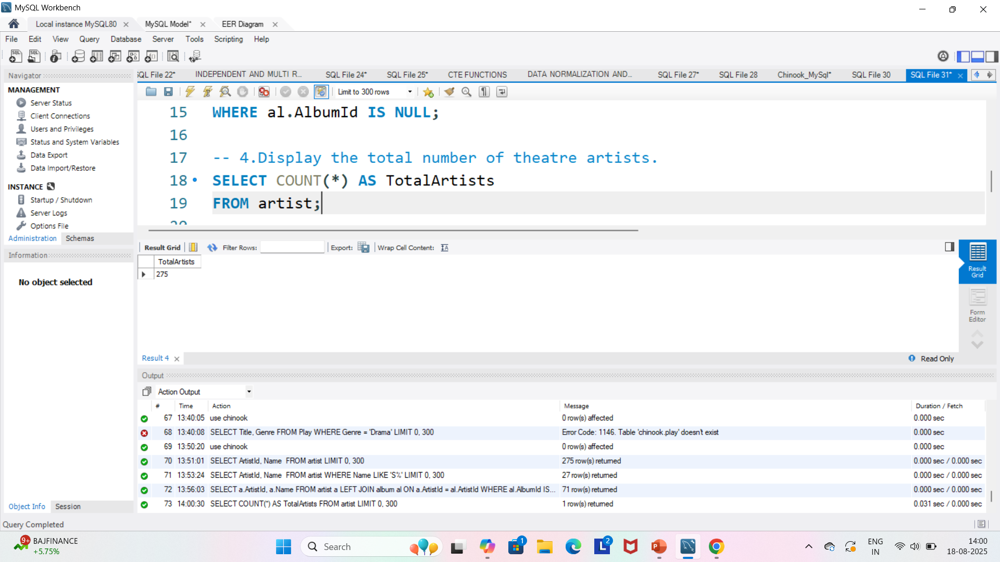 MySQL Workbench
Local instance MySQL80
MySQL Model*
EER Diagram
File Edit View Query Database Server Tools Scripting Help
Navigator
MANAGEMENT
Server Status
Client Connections
Users and Privileges
Status and System Variables
Data Export
Data Import/Restore
INSTANCE
Startup / Shutdown
Server Logs
Options File
Administration Schemas
Information
No object selected
Object Info Session
Query Completed
SQL File 22* INDEPENDENT AND MULTI R... SQL File 24* SQL File 25* CTE FUNCTIONS DATA NORMALIZATION AND... SQL File 27* SQL File 28 Chinook_MySql* SQL File 30 SQL File 31*
Limit to 300 rows
15 WHERE al.AlbumId IS NULL;
16
17 -- 4.Display the total number of theatre artists.
18 SELECT COUNT(*) AS TotalArtists
19 FROM artist;
20
Result Grid Filter Rows: Export: Wrap Cell Content:
TotalArtists
275
Result Grid
Form Editor
Result 4
Read Only
Output
Action Output
# Time Action Message Duration / Fetch
67 13:40:05 use chinook 0 row(s) affected 0.000 sec
68 13:40:08 SELECT Title, Genre FROM Play WHERE Genre = 'Drama' LIMIT 0, 300 Error Code: 1146. Table 'chinook.play' doesn't exist 0.000 sec
69 13:50:20 use chinook 0 row(s) affected 0.000 sec
70 13:51:01 SELECT ArtistId, Name FROM artist LIMIT 0, 300 275 row(s) returned 0.000 sec / 0.000 sec
71 13:53:24 SELECT ArtistId, Name FROM artist WHERE Name LIKE 'S%' LIMIT 0, 300 27 row(s) returned 0.000 sec / 0.000 sec
72 13:56:03 SELECT a.ArtistId, a.Name FROM artist a LEFT JOIN album al ON a.ArtistId = al.ArtistId WHERE al.AlbumId IS... 71 row(s) returned 0.000 sec / 0.000 sec
73 14:00:30 SELECT COUNT(*) AS TotalArtists FROM artist LIMIT 0, 300 1 row(s) returned 0.031 sec / 0.000 sec
9+
BAJFINANCE
+5.75%
Search
1
2
ENG
IN
14:00
18-08-2025